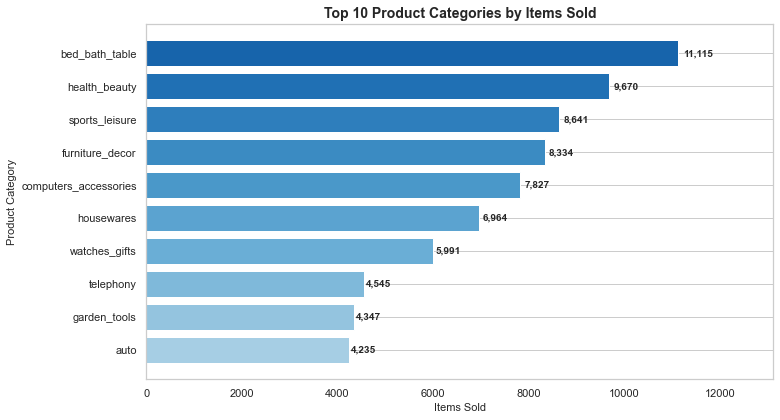 Top 10 Product Categories by Items Sold
Product Category
bed_bath_table 11,115
health_beauty 9,670
sports_leisure 8,641
furniture_decor 8,334
computers_accessories 7,827
housewares 6,964
watches_gifts 5,991
telephony 4,545
garden_tools 4,347
auto 4,235
0 2000 4000 6000 8000 10000 12000
Items Sold